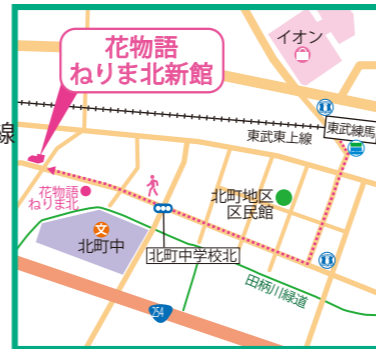 花物語
ねりま北新館
イオン
線
東武東上線
東武練馬
花物語
ねりま北
北町地区
区民館
文
北町中
北町中学校北
田柄川緑道
254